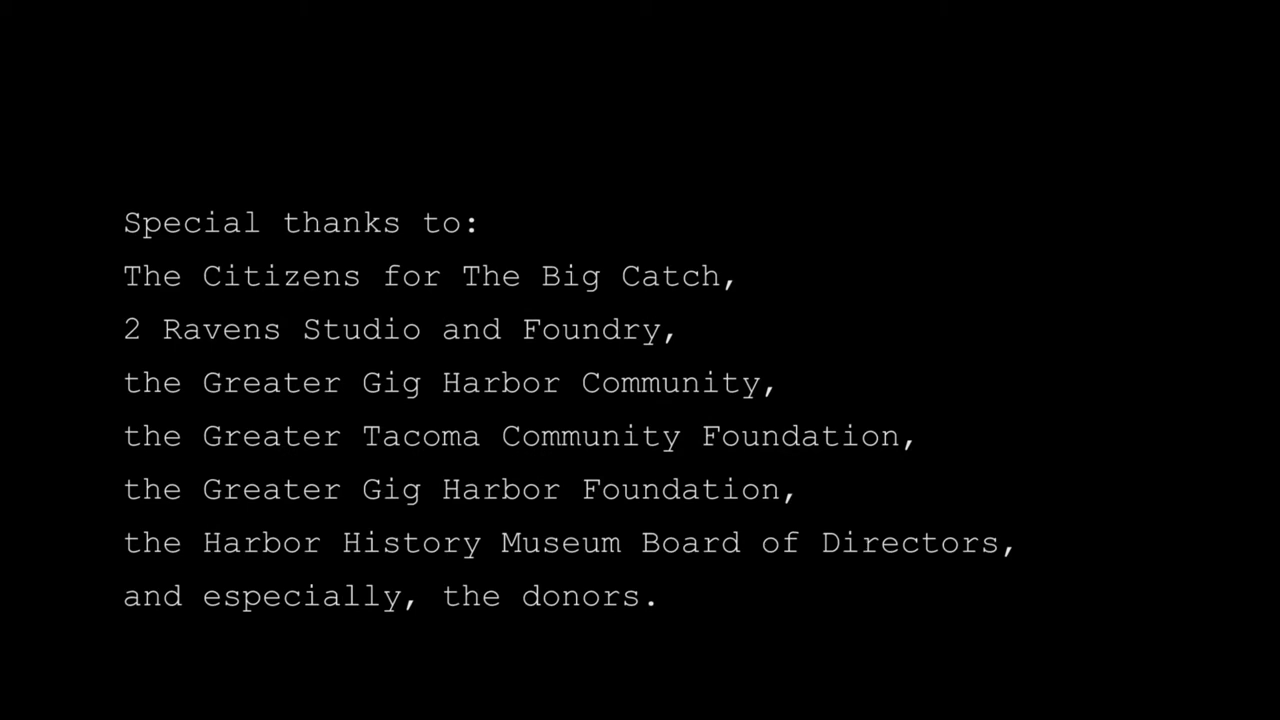 Special thanks to:
The Citizens for The Big Catch,
2 Ravens Studio and Foundry,
the Greater Gig Harbor Community,
the Greater Tacoma Community Foundation,
the Greater Gig Harbor Foundation,
the Harbor History Museum Board of Directors,
and especially, the donors.